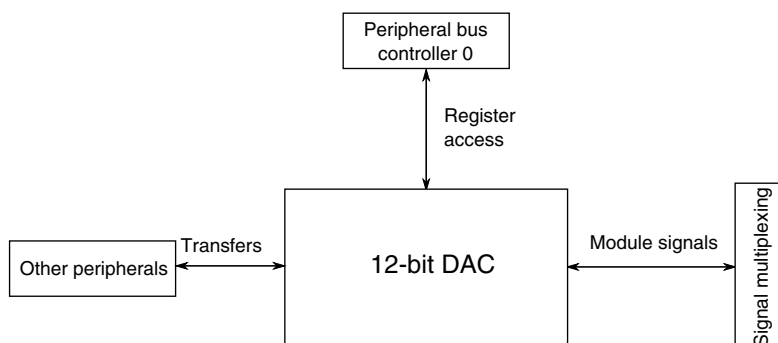 Peripheral bus
controller 0
Register
access
Transfers
Other peripherals
12-bit DAC
Module signals
Signal multiplexing